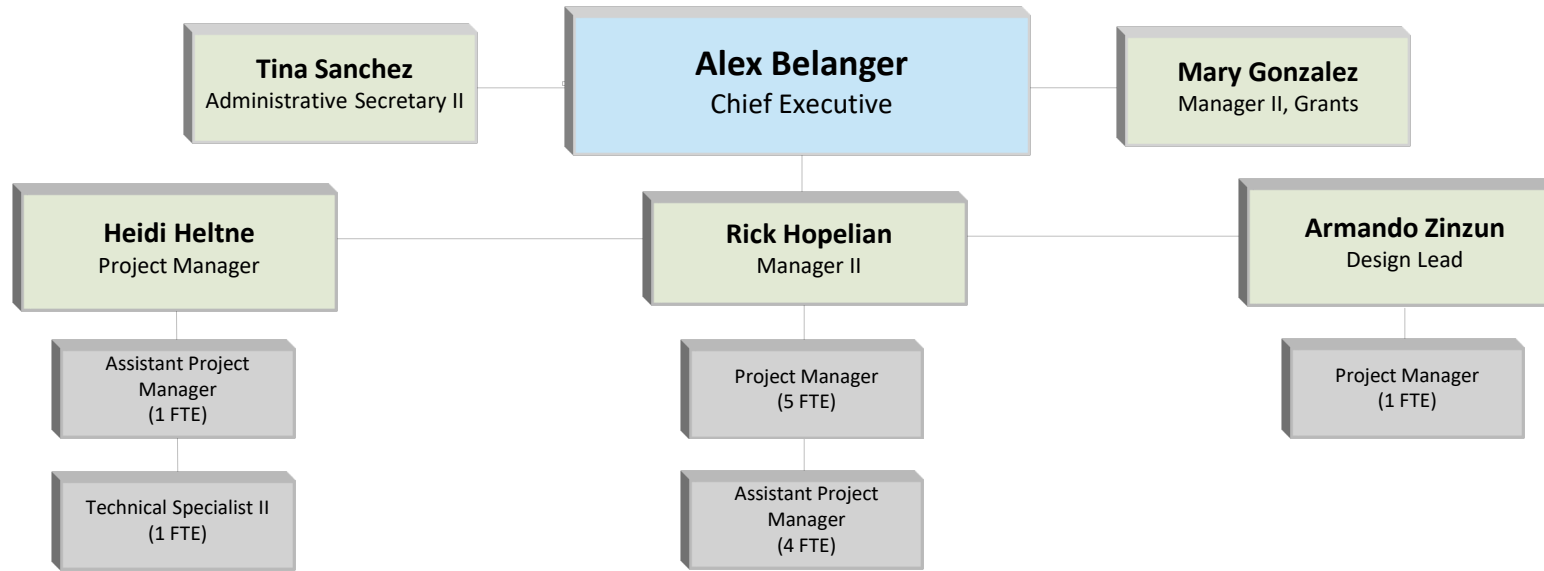 Tina Sanchez
Administrative Secretary II
Alex Belanger
Chief Executive
Mary Gonzalez
Manager II, Grants
Heidi Heltne
Project Manager
Rick Hopelian
Manager II
Armando Zinzun
Design Lead
Assistant Project
Manager
(1 FTE)
Project Manager
(5 FTE)
Project Manager
(1 FTE)
Technical Specialist II
(1 FTE)
Assistant Project
Manager
(4 FTE)